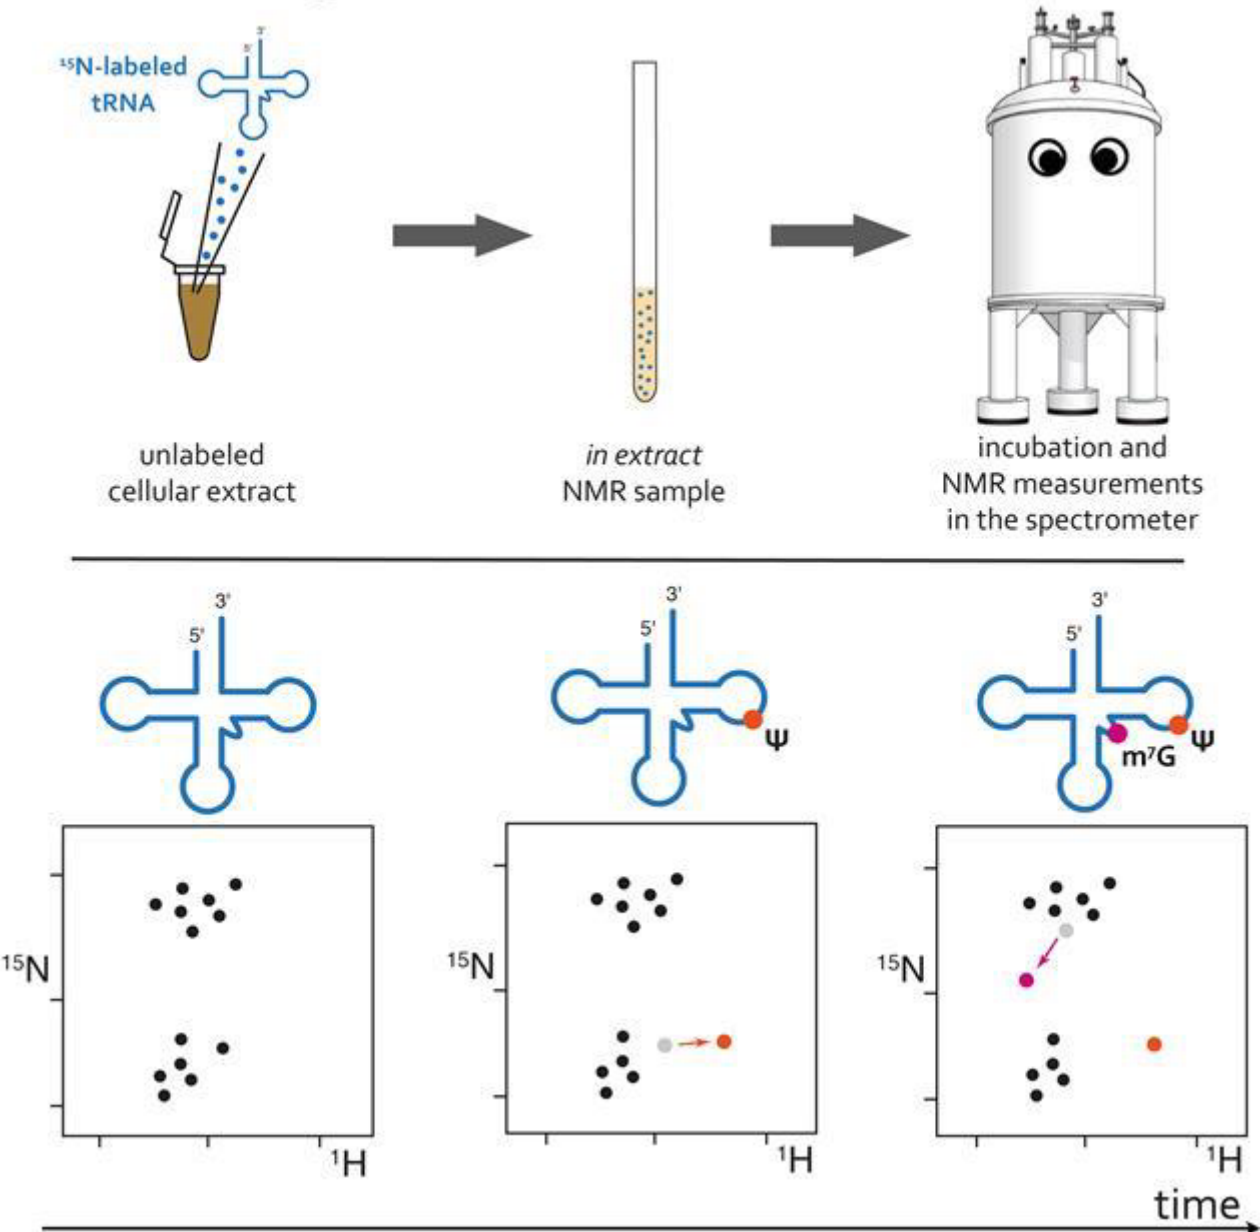 3'
5'
¹⁵N-labeled
tRNA
unlabeled
cellular extract
in extract
NMR sample
incubation and
NMR measurements
in the spectrometer
3'
5'
3'
5'
Ψ
3'
5'
Ψ
m⁷G
¹⁵N
¹H
¹⁵N
¹H
¹⁵N
¹H
time